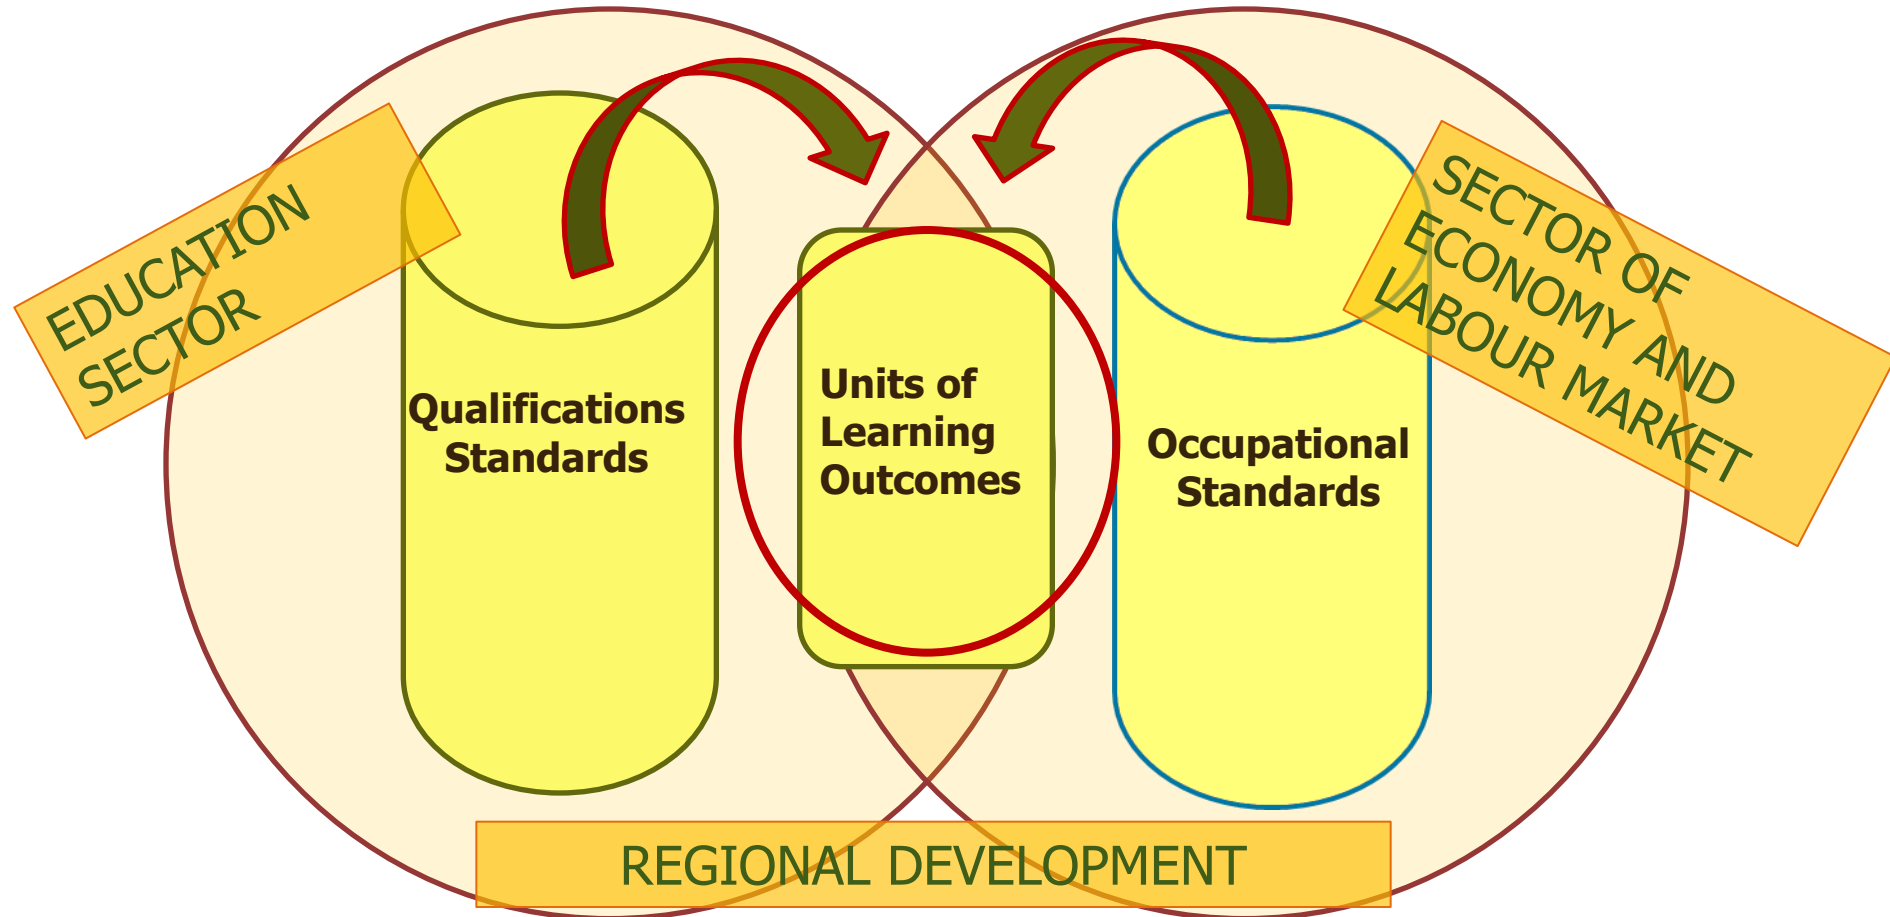 EDUCATION
SECTOR
Qualifications
Standards
Units of
Learning
Outcomes
Occupational
Standards
SECTOR OF
ECONOMY AND
LABOUR MARKET
REGIONAL DEVELOPMENT